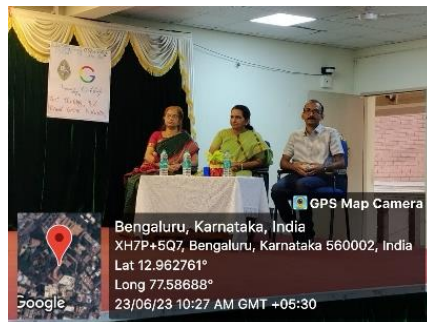 GPS Map Camera
Bengaluru, Karnataka, India
XH7P+5Q7, Bengaluru, Karnataka 560002, India
Lat 12.962761°
Long 77.58688°
23/06/23 10:27 AM GMT +05:30
Google